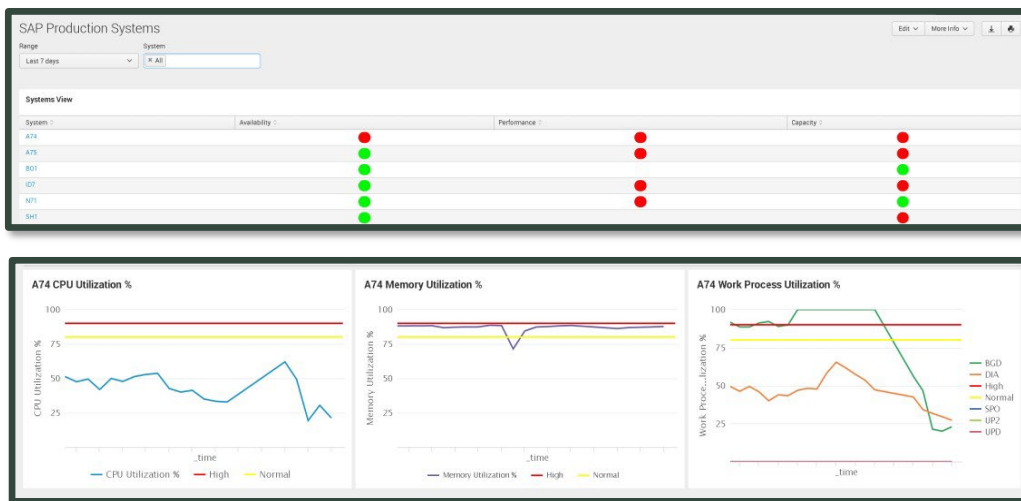 SAP Production Systems
Edit More Info
Range System
Last 7 days × All
Systems View
System Availability Performance Capacity
A74
A75
BG1
ID7
N71
SH1
A74 CPU Utilization % A74 Memory Utilization % A74 Work Process Utilization %
100
75
50
25
CPU Utilization %
_time
CPU Utilization % High Normal
100
75
50
25
Memory Utilization %
_time
Memory Utilization % High Normal
100
75
50
25
Work Proce...lization %
_time
BGD
DIA
High
Normal
SPO
UP2
UPD